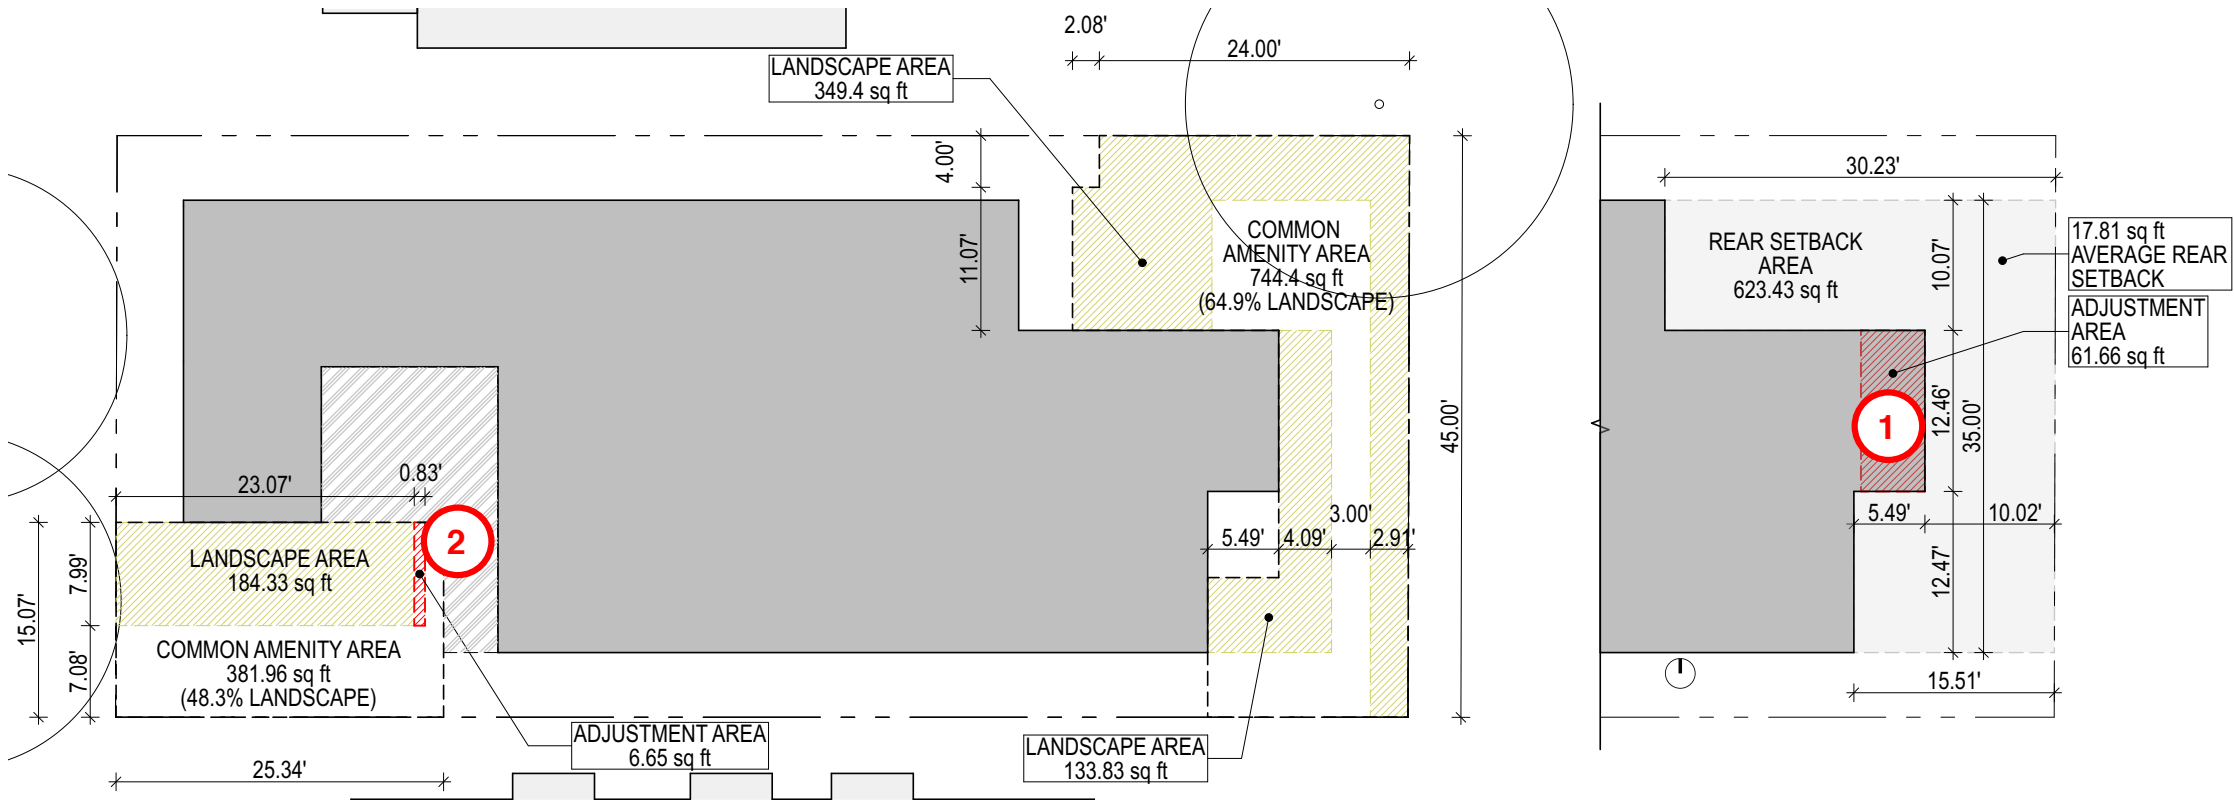 2.08'
24.00'
LANDSCAPE AREA
349.4 sq ft
4.00'
11.07'
COMMON
AMENITY AREA
744.4 sq ft
(64.9% LANDSCAPE)
45.00'
23.07'
0.83'
2
LANDSCAPE AREA
184.33 sq ft
7.99'
15.07'
7.08'
COMMON AMENITY AREA
381.96 sq ft
(48.3% LANDSCAPE)
25.34'
ADJUSTMENT AREA
6.65 sq ft
5.49'
4.09'
3.00'
2.91'
LANDSCAPE AREA
133.83 sq ft
30.23'
REAR SETBACK
AREA
623.43 sq ft
10.07'
17.81 sq ft
AVERAGE REAR
SETBACK
ADJUSTMENT
AREA
61.66 sq ft
1
12.46'
35.00'
5.49'
10.02'
12.47'
15.51'